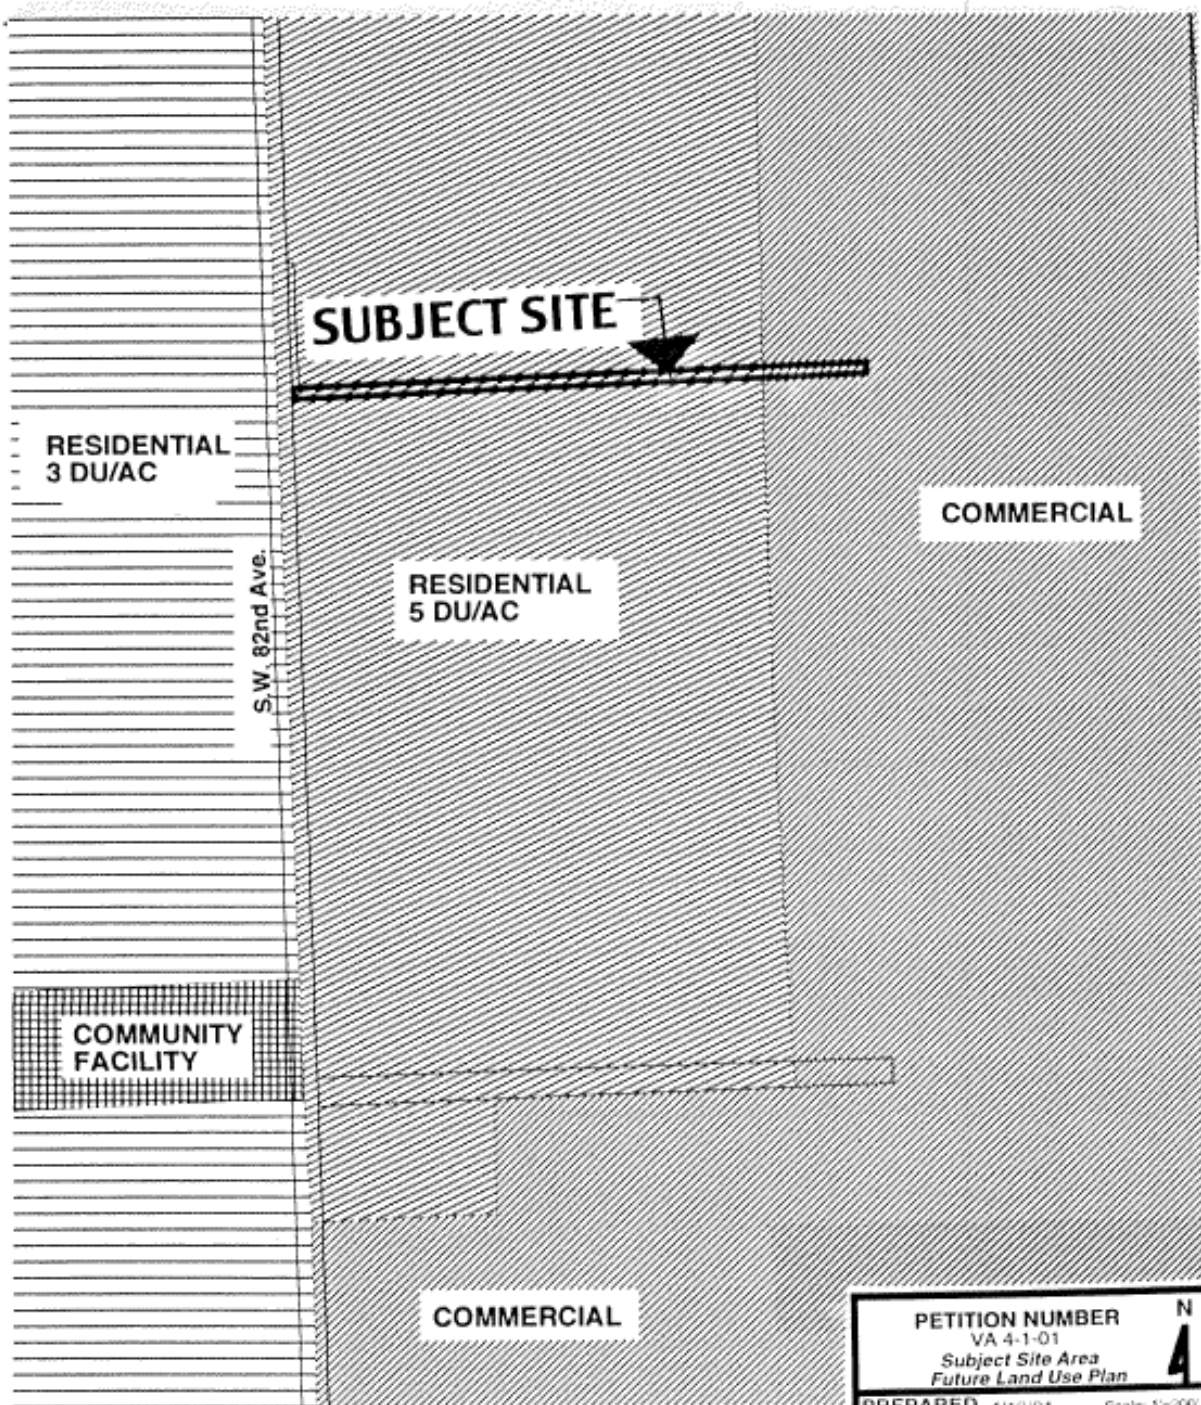 SUBJECT SITE
RESIDENTIAL
3 DU/AC
COMMERCIAL
S.W. 82nd Ave.
RESIDENTIAL
5 DU/AC
COMMUNITY
FACILITY
COMMERCIAL
PETITION NUMBER
N
VA 4-1-01
Subject Site Area
Future Land Use Plan
PREPARED